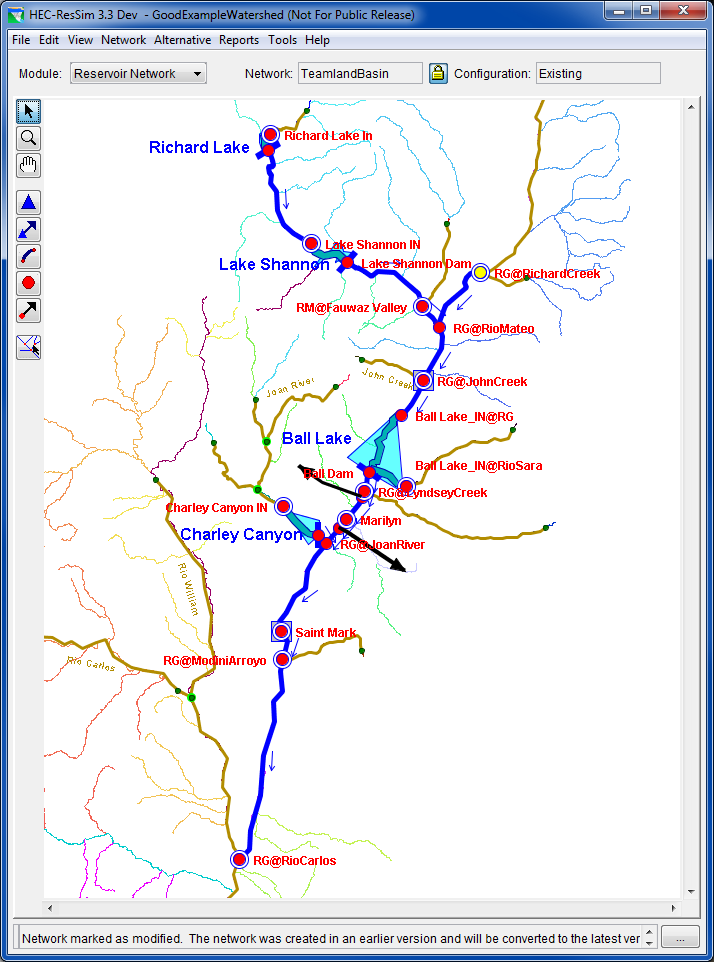 HEC-ResSim 3.3 Dev - GoodExampleWatershed (Not For Public Release)
File Edit View Network Alternative Reports Tools Help
Module: Reservoir Network Network: TeamlandBasin Configuration: Existing
Richard Lake In
Richard Lake
Lake Shannon IN
Lake Shannon
Lake Shannon Dam
RG@RichardCreek
RM@Fauwaz Valley
RG@RioMateo
John Creek
RG@JohnCreek
Joan River
Ball Lake_IN@RG
Ball Lake
Ball Lake_IN@RioSara
Ball Dam
RG@LyndseyCreek
Charley Canyon IN
Marilyn
Charley Canyon
RG@JoanRiver
Rio William
Saint Mark
RG@ModiniArroyo
Rio Carlos
RG@RioCarlos
Network marked as modified. The network was created in an earlier version and will be converted to the latest ver
...